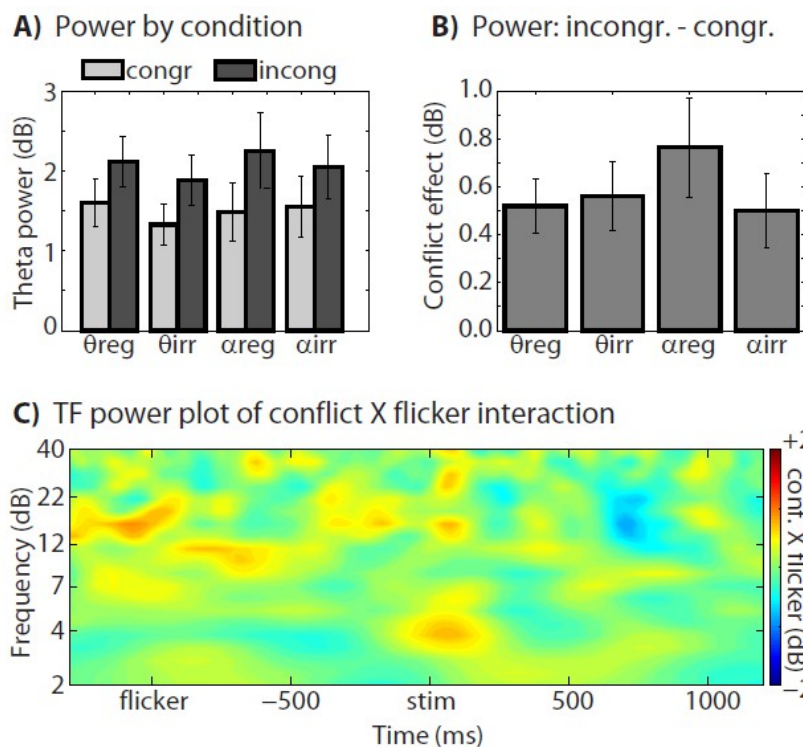 A) Power by condition
congr incong
Theta power (dB)
3
2
1
0
θreg θirr αreg αirr
B) Power: incongr. - congr.
Conflict effect (dB)
1.0
0.8
0.6
0.4
0.2
0.0
θreg θirr αreg αirr
C) TF power plot of conflict X flicker interaction
Frequency (dB)
40
22
12
7
4
2
flicker −500 stim 500 1000
Time (ms)
+2
conf. X flicker (dB)
−2